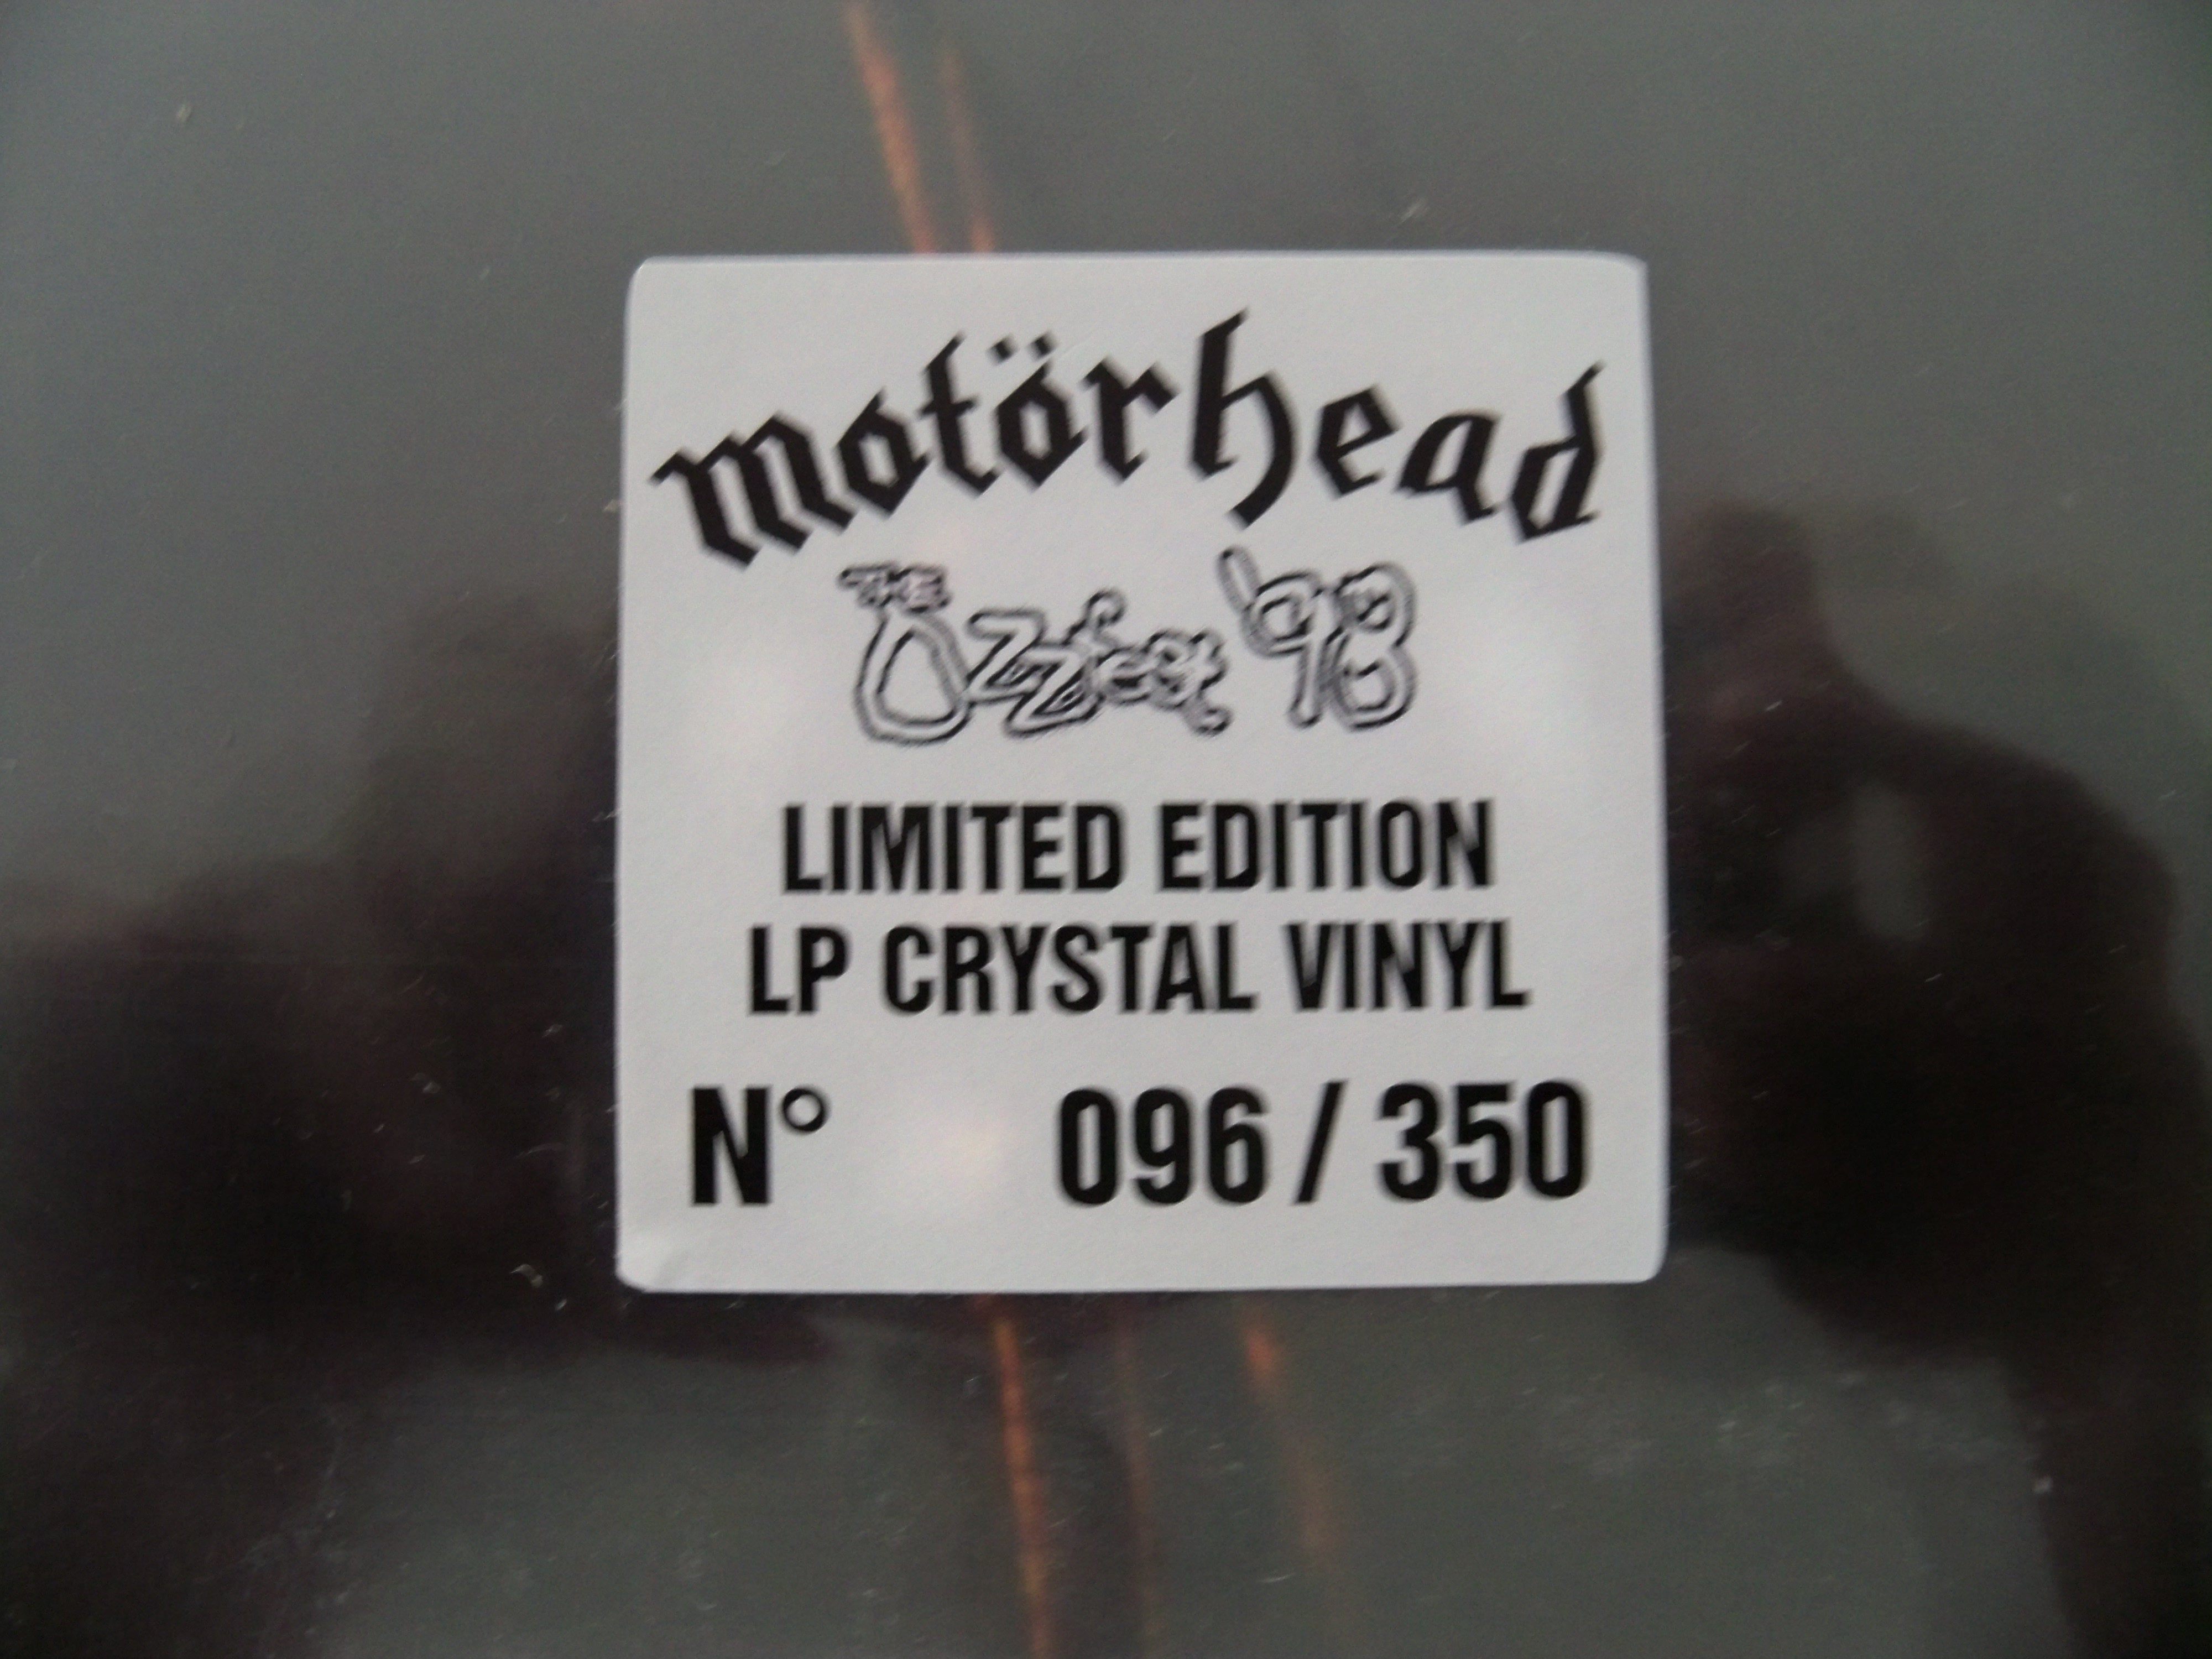 motörhead
THE Ozzfest '98
LIMITED EDITION
LP CRYSTAL VINYL
N° 096 / 350